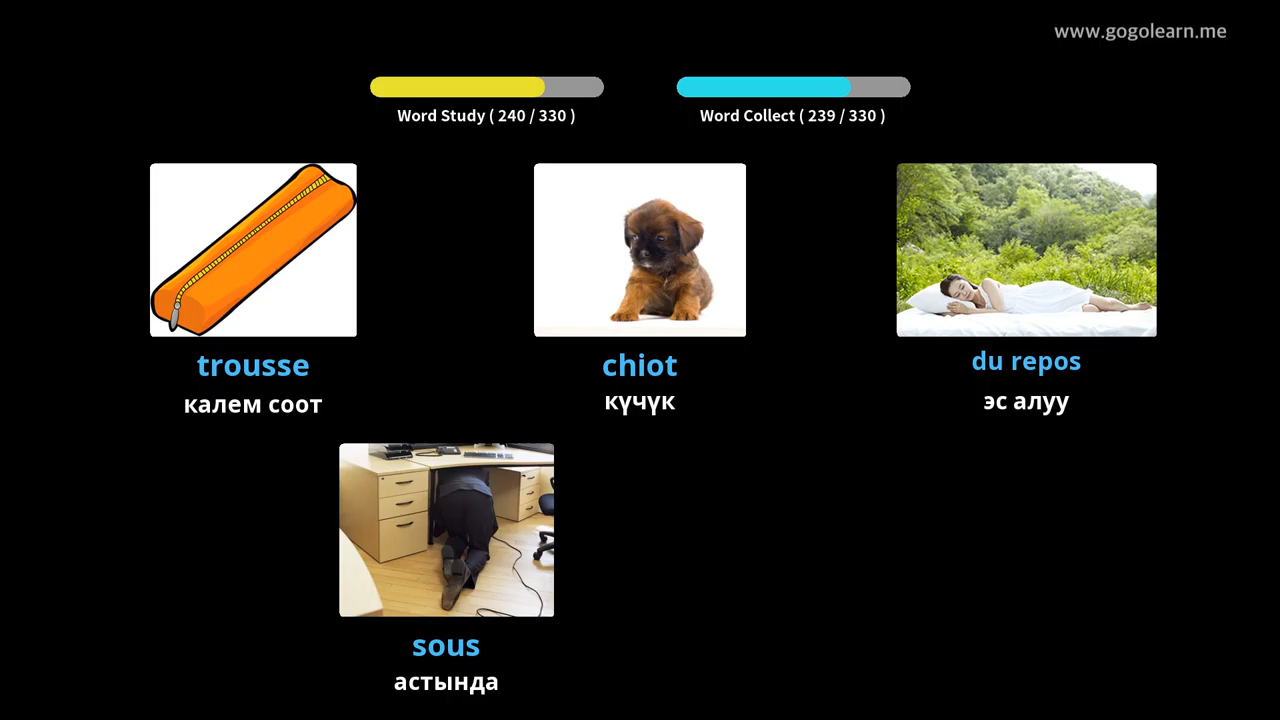 www.gogolearn.me
Word Study ( 240 / 330 )
Word Collect ( 239 / 330 )
trousse
калем соот
chiot
күчүк
du repos
эс алуу
sous
астында